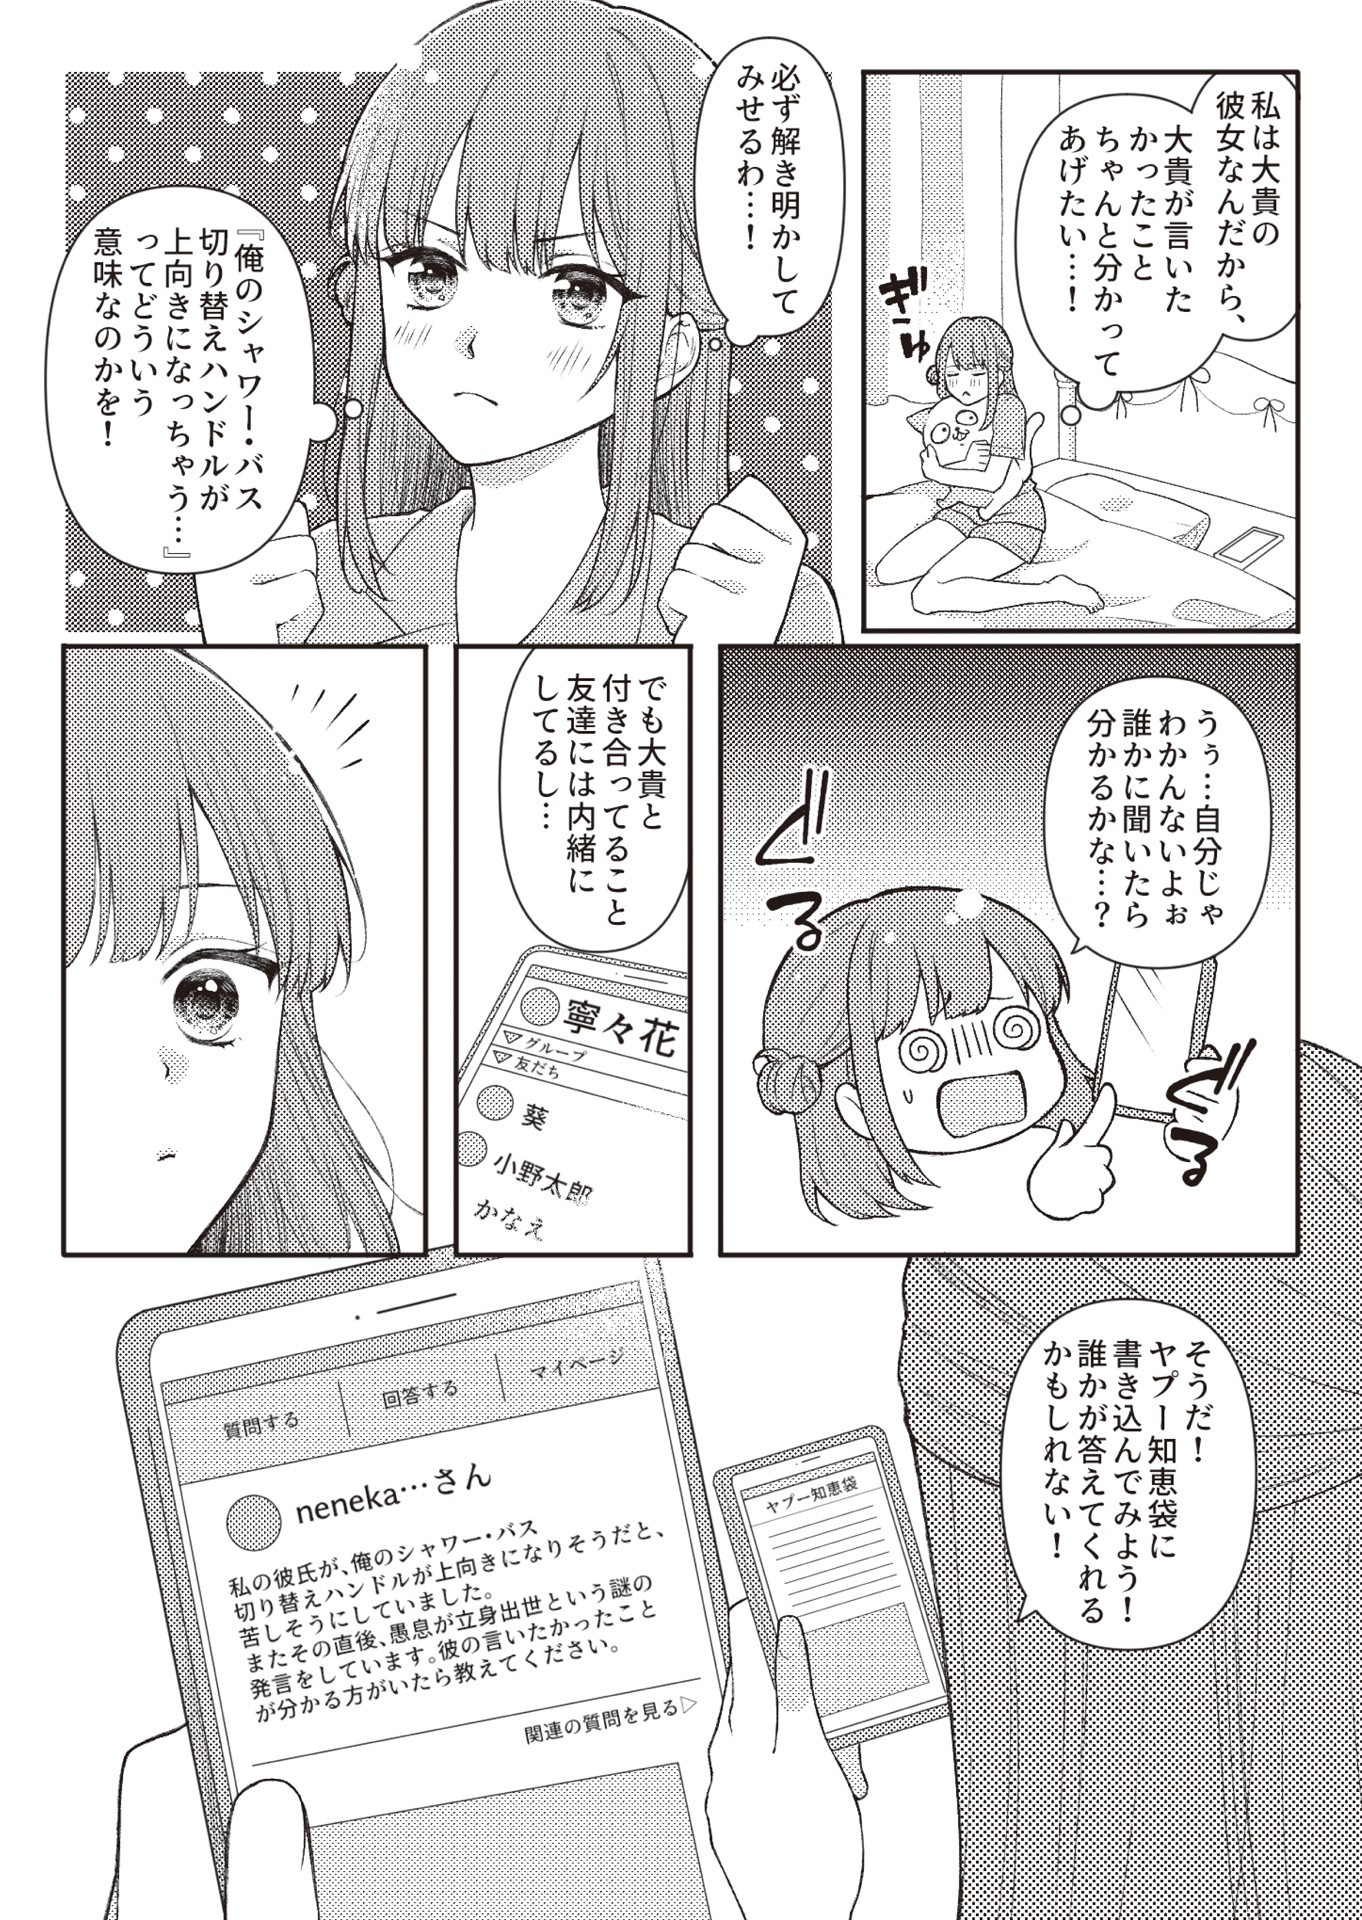 私は大貴の
彼女なんだから、
大貴が言いた
かったこと
ちゃんと分かって
あげたい…！
ぎゅ
必ず解き明かして
みせるわ…！
『俺のシャワー・バス
切り替えハンドルが
上向きになっちゃう…』
ってどういう
意味なのかを！
うぅ…自分じゃ
わかんないよぉ
誰かに聞いたら
分かるかな…？
ぐる
ぐる
でも大貴と
付き合ってること
友達には内緒に
してるし…
寧々花
▽グループ
▽友だち
葵
小野太郎
かなえ
そうだ！
ヤプー知恵袋に
書き込んでみよう！
誰かが答えてくれる
かもしれない！
ヤプー知恵袋
質問する
回答する
マイページ
neneka…さん
私の彼氏が、俺のシャワー・バス
切り替えハンドルが上向きになりそうだと、
苦しそうにしていました。
またその直後、愚息が立身出世という謎の
発言をしています。彼の言いたかったこと
が分かる方がいたら教えてください。
関連の質問を見る▷